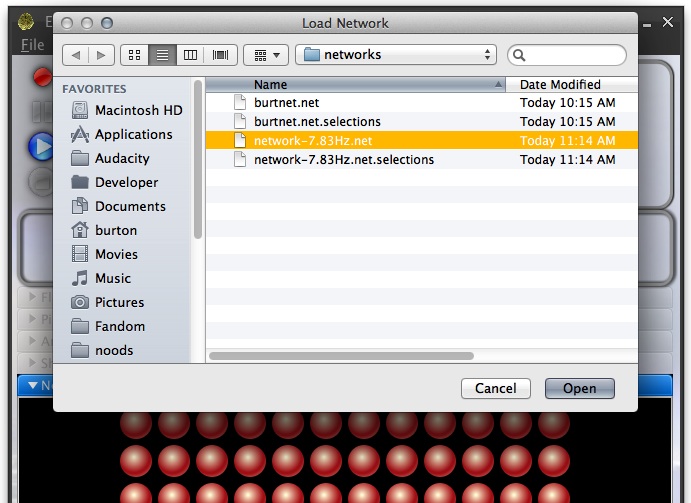 Load Network
File
networks
FAVORITES
Macintosh HD
Applications
Audacity
Developer
Documents
burton
Movies
Music
Pictures
Fandom
noods
Name Date Modified
burtnet.net Today 10:15 AM
burtnet.net.selections Today 10:15 AM
network-7.83Hz.net Today 11:14 AM
network-7.83Hz.net.selections Today 11:14 AM
Cancel Open